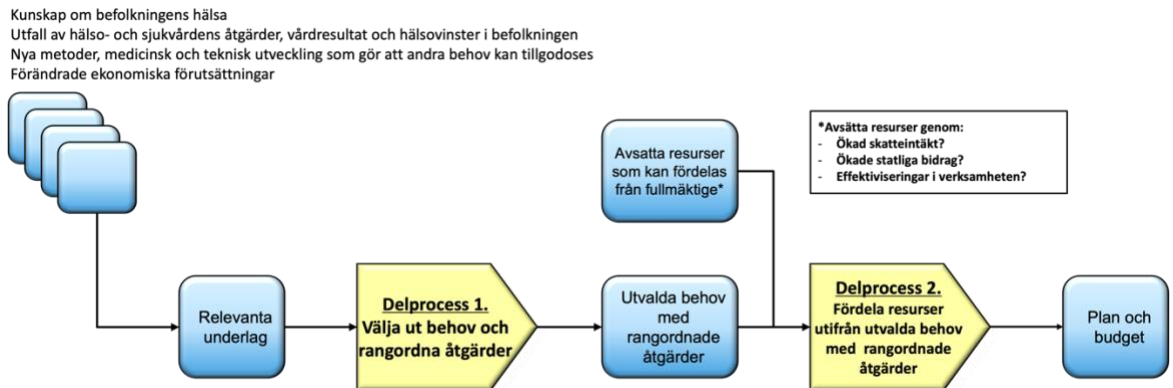 Kunskap om befolkningens hälsa
Utfall av hälso- och sjukvårdens åtgärder, vårdresultat och hälsovinster i befolkningen
Nya metoder, medicinsk och teknisk utveckling som gör att andra behov kan tillgodoses
Förändrade ekonomiska förutsättningar
Avsatta resurser
som kan fördelas
från fullmäktige*
*Avsätta resurser genom:
- Ökad skatteintäkt?
- Ökade statliga bidrag?
- Effektiviseringar i verksamheten?
Relevanta
underlag
Delprocess 1.
Välja ut behov och
rangordna åtgärder
Utvalda behov
med
rangordnade
åtgärder
Delprocess 2.
Fördela resurser
utifrån utvalda behov
med rangordnade
åtgärder
Plan och
budget